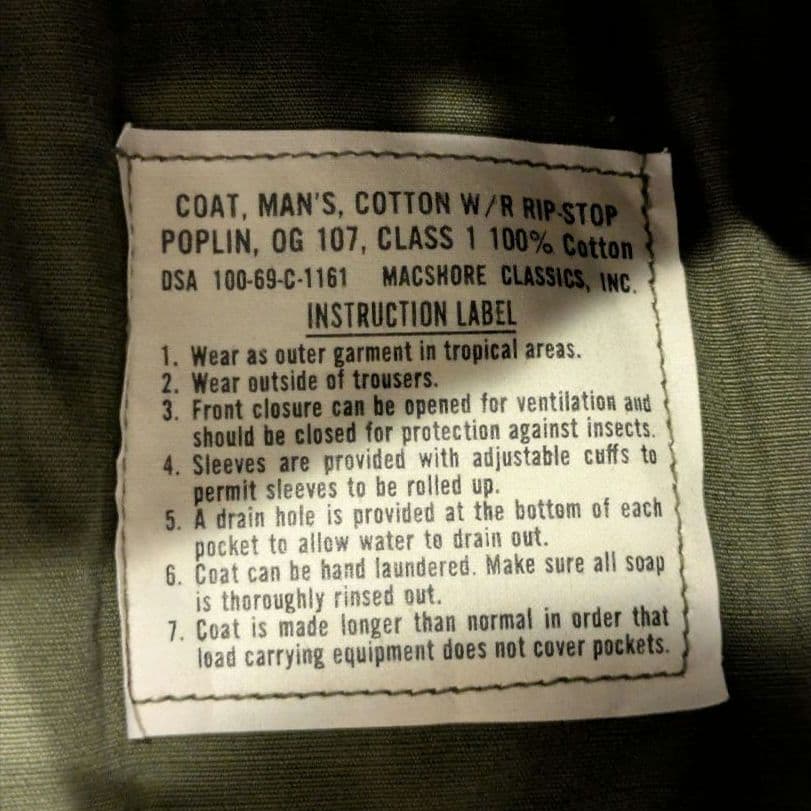 COAT, MAN'S, COTTON W/R RIP-STOP
POPLIN, OG 107, CLASS 1 100% Cotton
DSA 100-69-C-1161 MACSHORE CLASSICS, INC.
INSTRUCTION LABEL
1. Wear as outer garment in tropical areas.
2. Wear outside of trousers.
3. Front closure can be opened for ventilation and
should be closed for protection against insects.
4. Sleeves are provided with adjustable cuffs to
permit sleeves to be rolled up.
5. A drain hole is provided at the bottom of each
pocket to allow water to drain out.
6. Coat can be hand laundered. Make sure all soap
is thoroughly rinsed out.
7. Coat is made longer than normal in order that
load carrying equipment does not cover pockets.